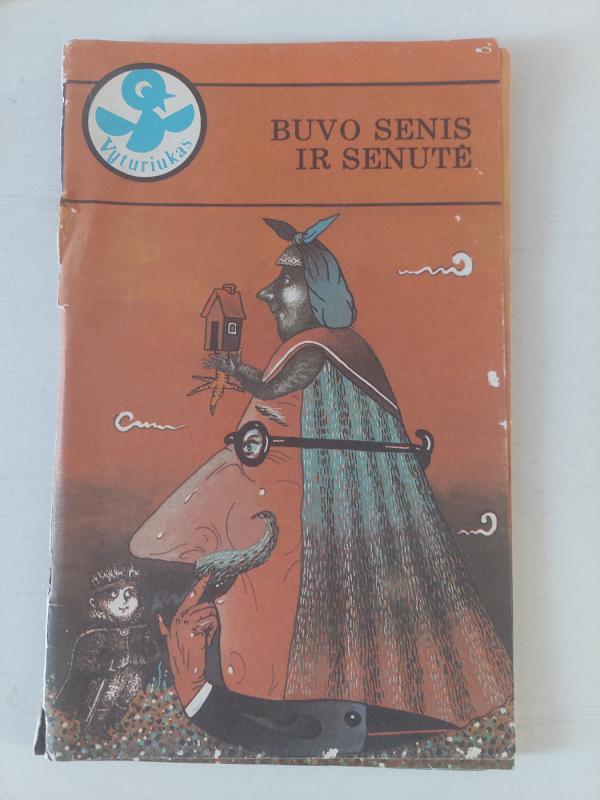 Vyturiukas
BUVO SENIS
IR SENUTĖ